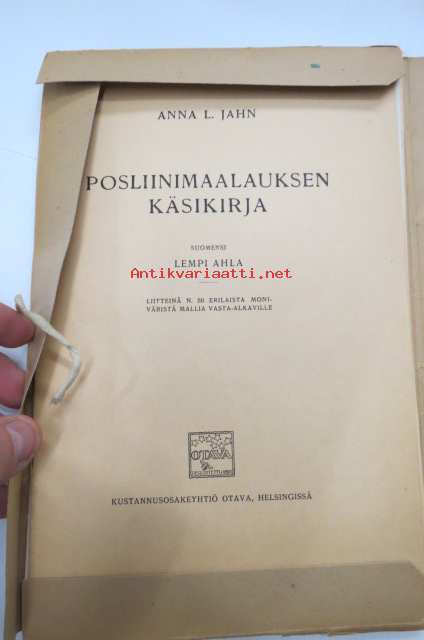 ANNA L. JAHN
POSLIINIMAALAUKSEN
KÄSIKIRJA
SUOMENSI
LEMPI AHLA
Antikvariaatti.net
LIITTEINÄ N. 50 ERILAISTA MONI-
VÄRISTÄ MALLIA VASTA-ALKAVILLE
OTAVA
KUSTANNUSOSAKEYHTIÖ OTAVA, HELSINGISSÄ